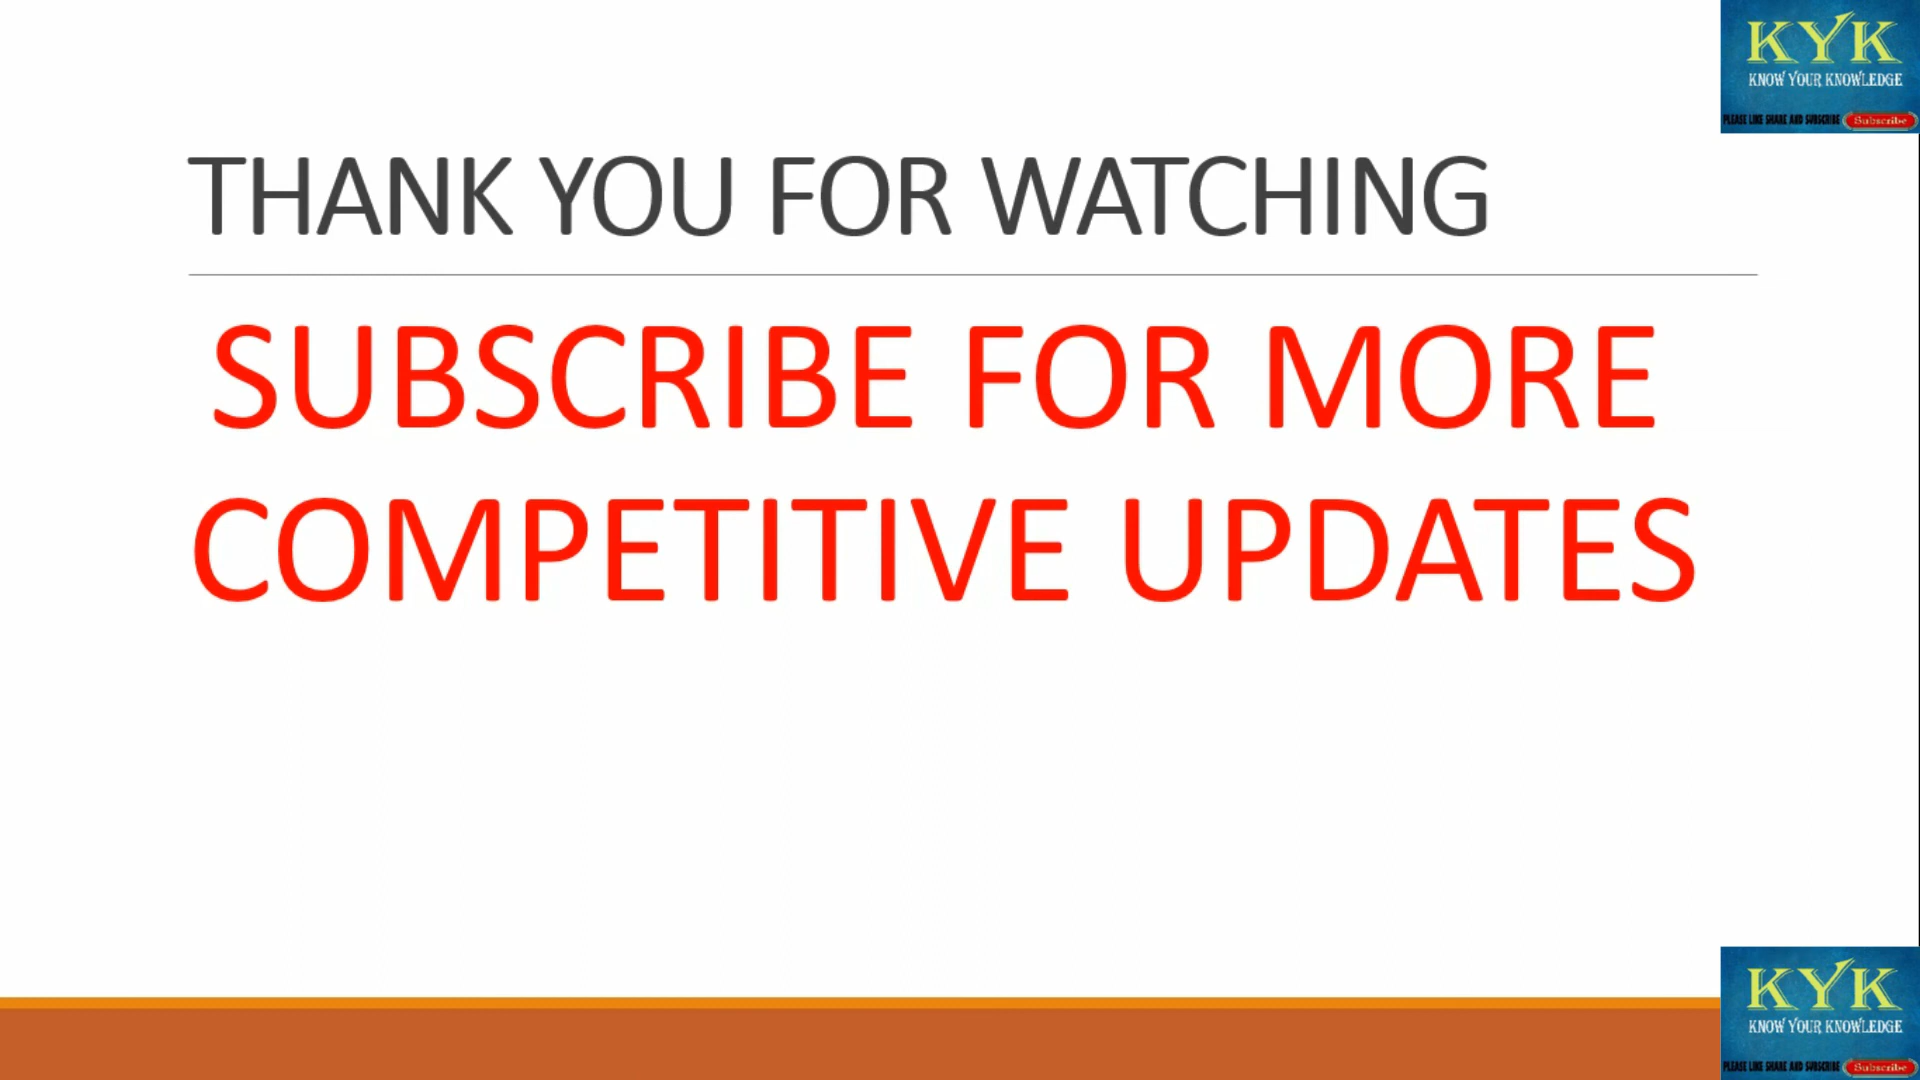 KYK
KNOW YOUR KNOWLEDGE
PLEASE LIKE SHARE AND SUBSCRIBE Subscribe
THANK YOU FOR WATCHING
SUBSCRIBE FOR MORE
COMPETITIVE UPDATES
KYK
KNOW YOUR KNOWLEDGE
PLEASE LIKE SHARE AND SUBSCRIBE Subscribe